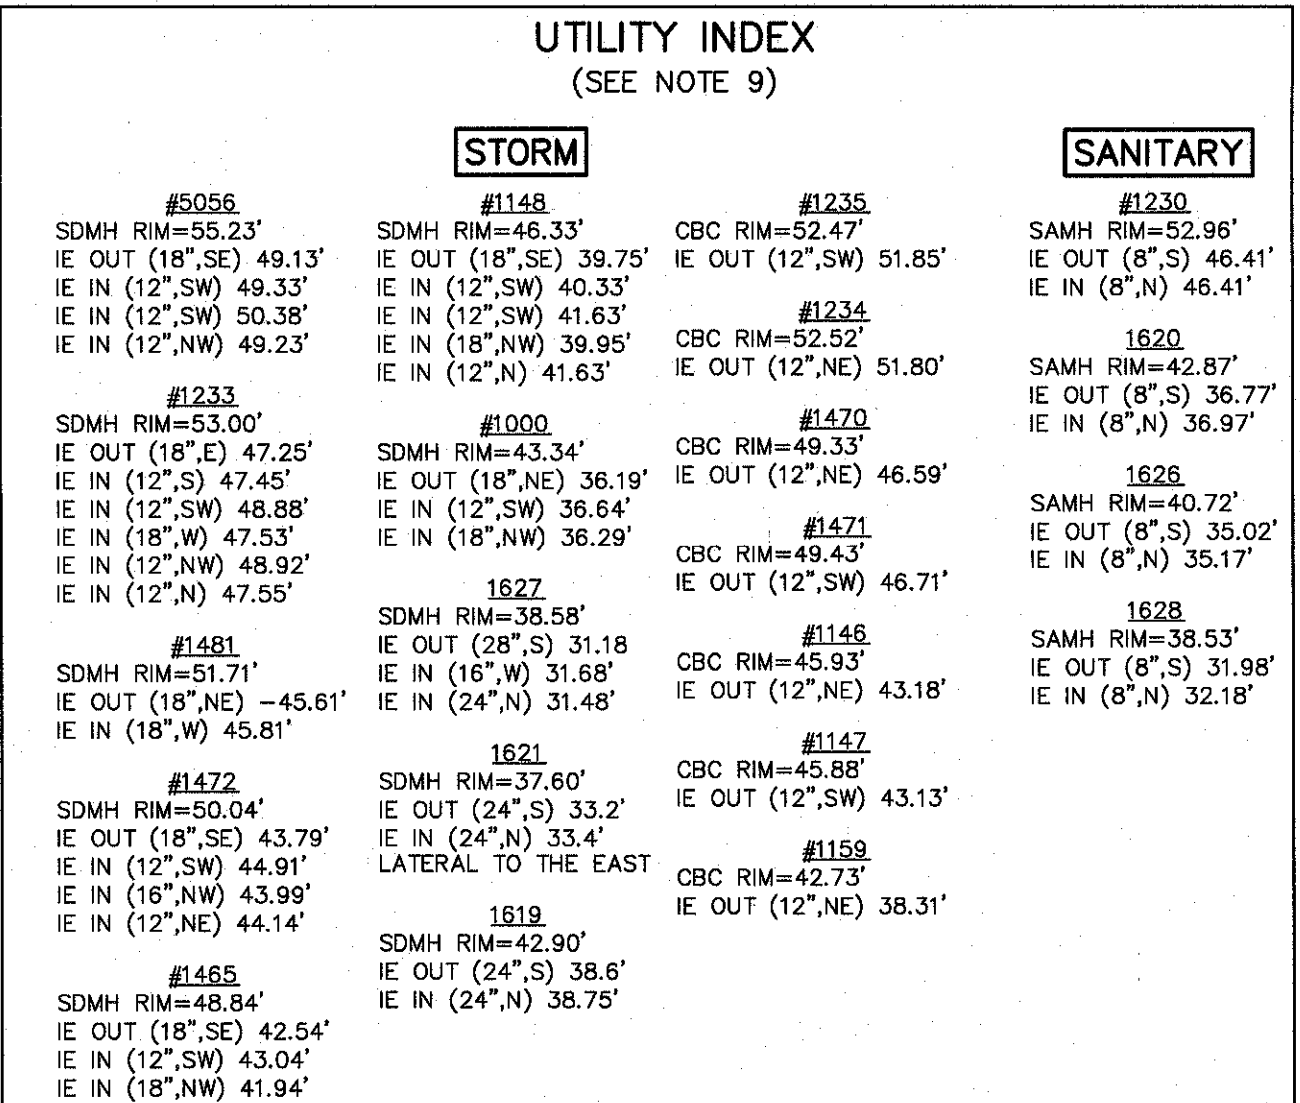 UTILITY INDEX
(SEE NOTE 9)
STORM
#5056
SDMH RIM=55.23'
IE OUT (18",SE) 49.13'
IE IN (12",SW) 49.33'
IE IN (12",SW) 50.38'
IE IN (12",NW) 49.23'
#1233
SDMH RIM=53.00'
IE OUT (18",E) 47.25'
IE IN (12",S) 47.45'
IE IN (12",SW) 48.88'
IE IN (18",W) 47.53'
IE IN (12",NW) 48.92'
IE IN (12",N) 47.55'
#1481
SDMH RIM=51.71'
IE OUT (18",NE) -45.61'
IE IN (18",W) 45.81'
#1472
SDMH RIM=50.04'
IE OUT (18",SE) 43.79'
IE IN (12",SW) 44.91'
IE IN (16",NW) 43.99'
IE IN (12",NE) 44.14'
#1465
SDMH RIM=48.84'
IE OUT (18",SE) 42.54'
IE IN (12",SW) 43.04'
IE IN (18",NW) 41.94'
#1148
SDMH RIM=46.33'
IE OUT (18",SE) 39.75'
IE IN (12",SW) 40.33'
IE IN (12",SW) 41.63'
IE IN (18",NW) 39.95'
IE IN (12",N) 41.63'
#1000
SDMH RIM=43.34'
IE OUT (18",NE) 36.19'
IE IN (12",SW) 36.64'
IE IN (18",NW) 36.29'
1627
SDMH RIM=38.58'
IE OUT (28",S) 31.18
IE IN (16",W) 31.68'
IE IN (24",N) 31.48'
1621
SDMH RIM=37.60'
IE OUT (24",S) 33.2'
IE IN (24",N) 33.4'
LATERAL TO THE EAST
1619
SDMH RIM=42.90'
IE OUT (24",S) 38.6'
IE IN (24",N) 38.75'
#1235
CBC RIM=52.47'
IE OUT (12",SW) 51.85'
#1234
CBC RIM=52.52'
IE OUT (12",NE) 51.80'
#1470
CBC RIM=49.33'
IE OUT (12",NE) 46.59'
#1471
CBC RIM=49.43'
IE OUT (12",SW) 46.71'
#1146
CBC RIM=45.93'
IE OUT (12",NE) 43.18'
#1147
CBC RIM=45.88'
IE OUT (12",SW) 43.13'
#1159
CBC RIM=42.73'
IE OUT (12",NE) 38.31'
SANITARY
#1230
SAMH RIM=52.96'
IE OUT (8",S) 46.41'
IE IN (8",N) 46.41'
1620
SAMH RIM=42.87'
IE OUT (8",S) 36.77'
IE IN (8",N) 36.97'
1626
SAMH RIM=40.72'
IE OUT (8",S) 35.02'
IE IN (8",N) 35.17'
1628
SAMH RIM=38.53'
IE OUT (8",S) 31.98'
IE IN (8",N) 32.18'